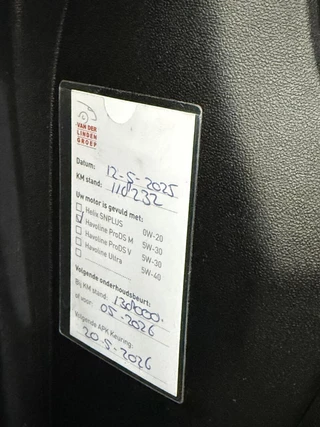 VAN DER
LINDEN
GROEP
Datum: 12-5-2025
KM stand: 110232
Uw motor is gevuld met:
Helix SNPLUS 0W-20
Havoline ProDS M 5W-30
Havoline ProDS V 5W-30
Havoline Ultra 5W-40
Volgende onderhoudsbeurt:
Bij KM stand: 130000.
of voor: 05-2026
Volgende APK Keuring:
20-5-2026